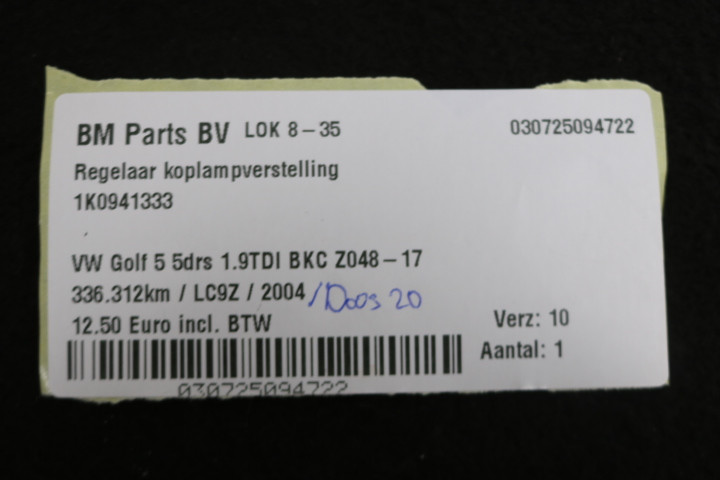 BM Parts BV LOK 8-35 030725094722
Regelaar koplampverstelling
1K0941333
VW Golf 5 5drs 1.9TDI BKC Z048-17
336.312km / LC9Z / 2004 /Doos 20
12.50 Euro incl. BTW Verz: 10
Aantal: 1
030725094722